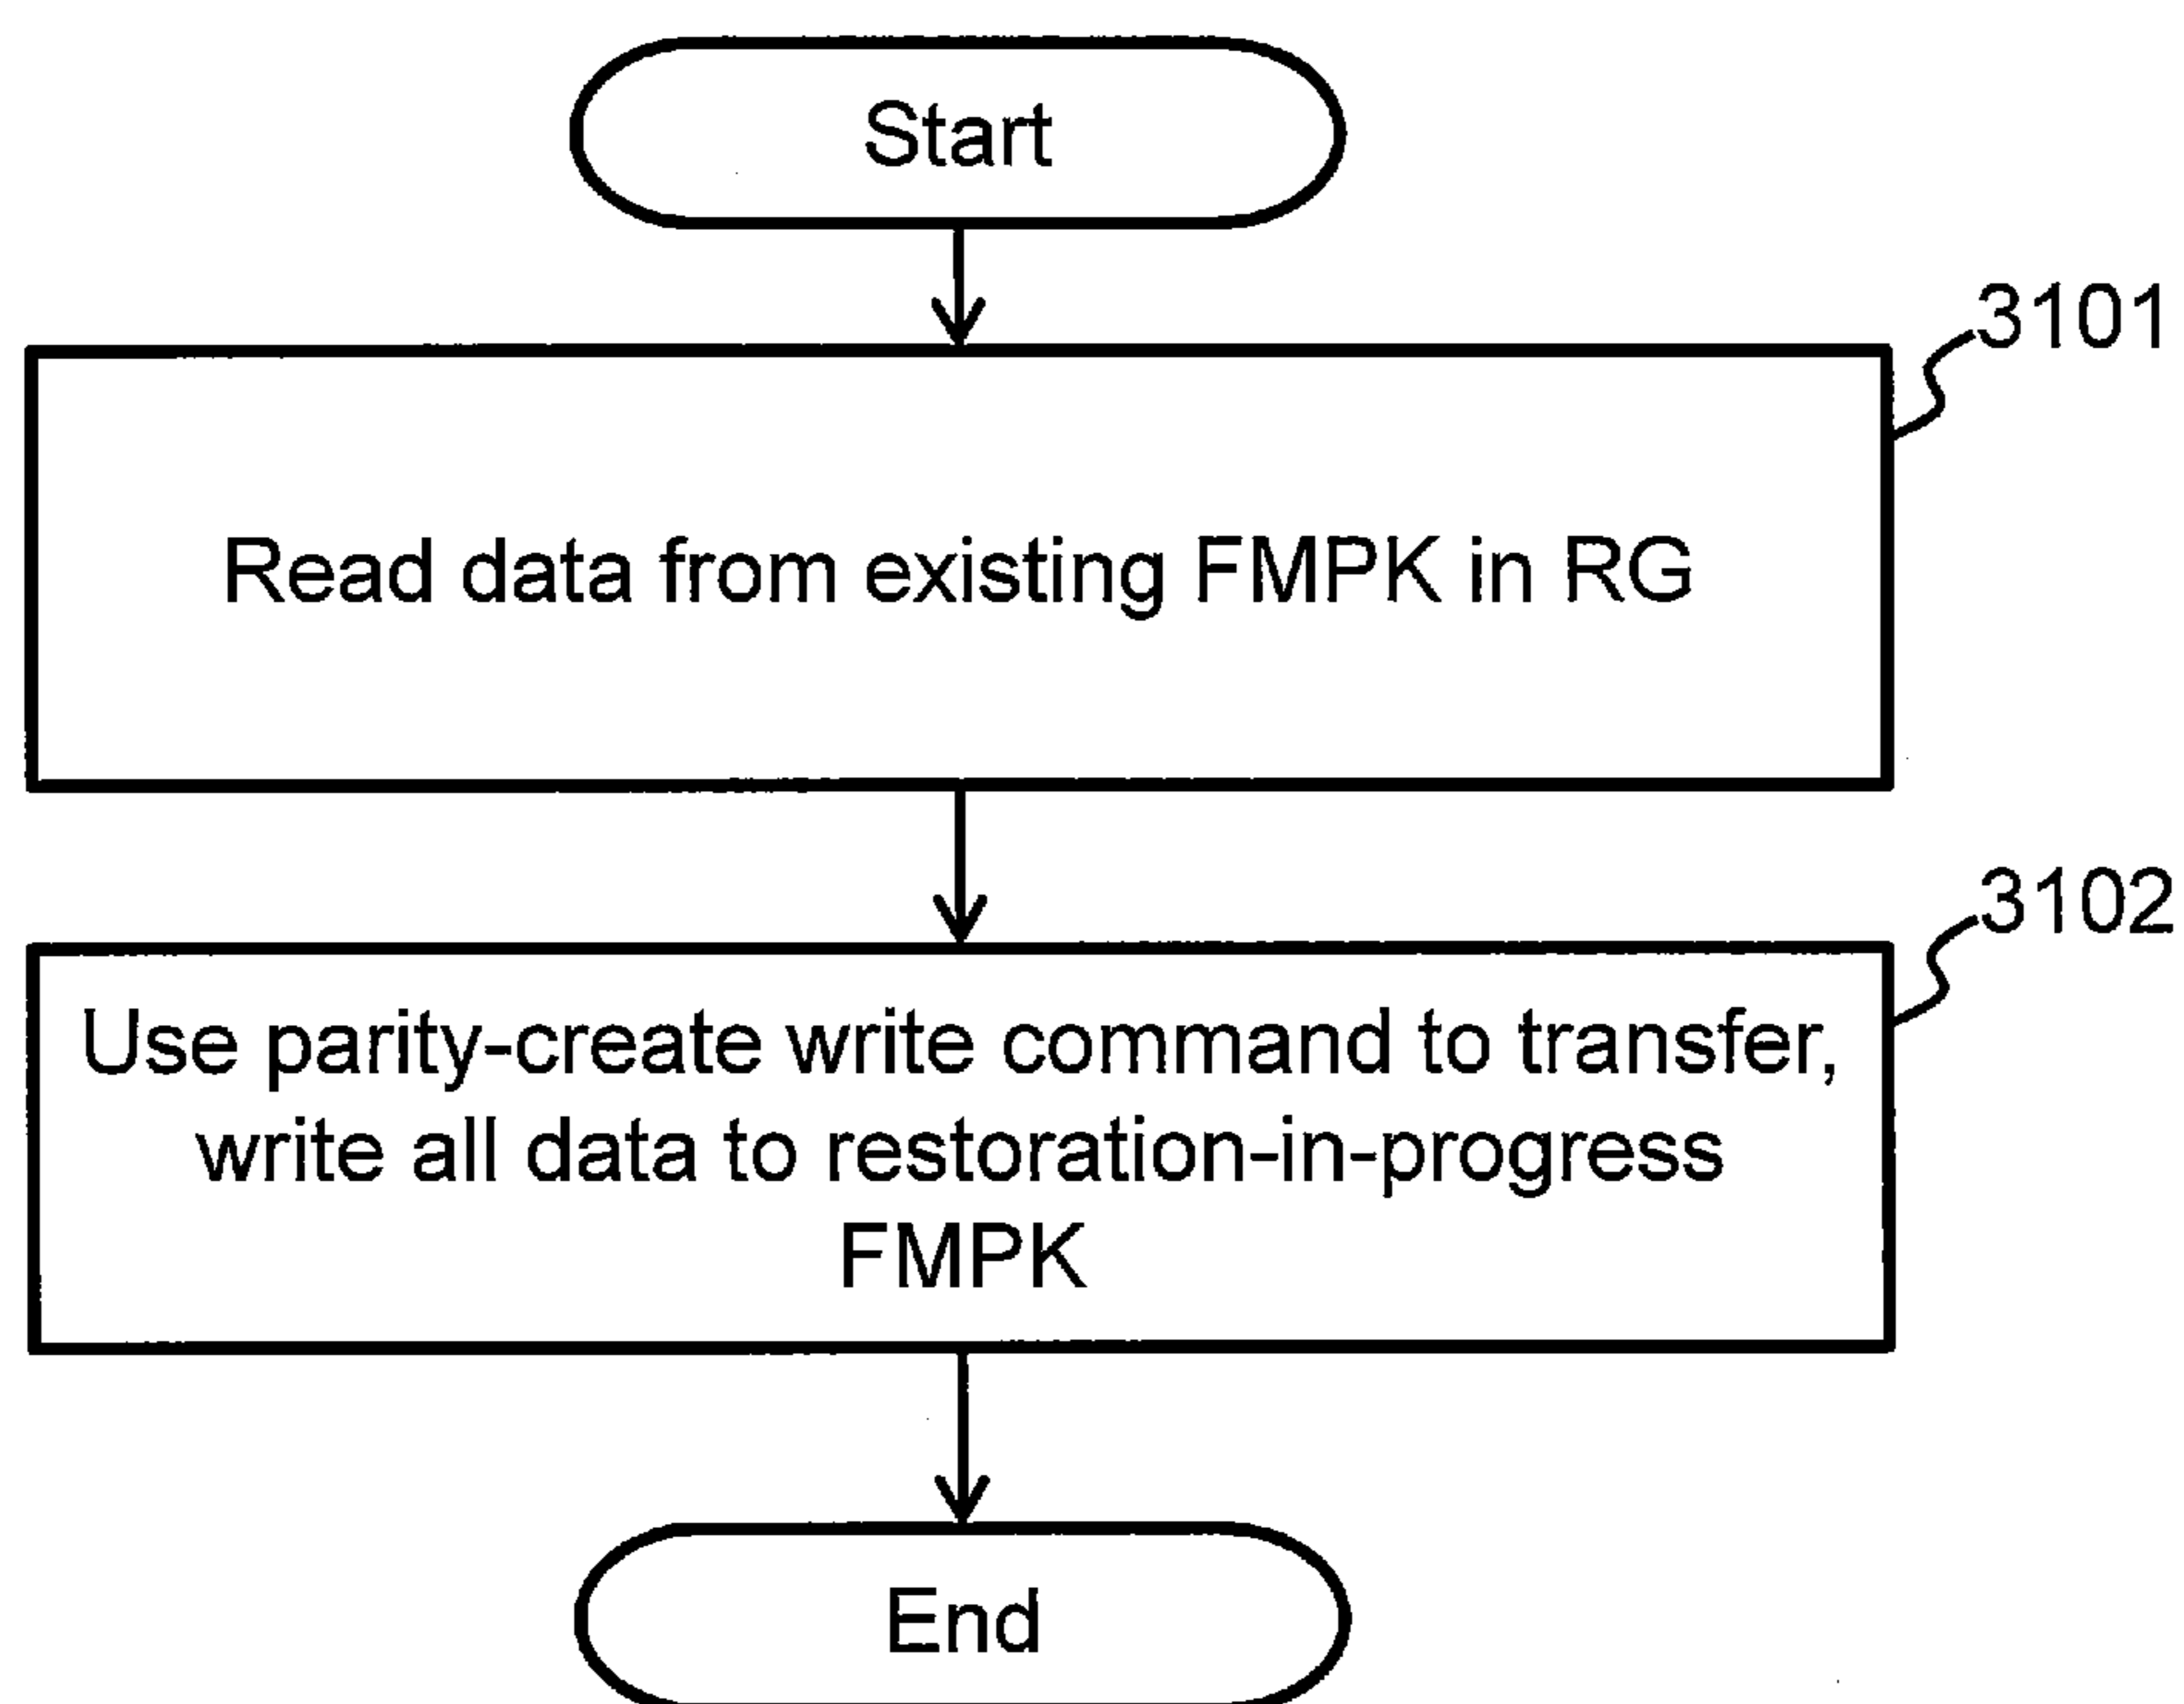 Start
3101
Read data from existing FMPK in RG
3102
Use parity-create write command to transfer,
write all data to restoration-in-progress
FMPK
End